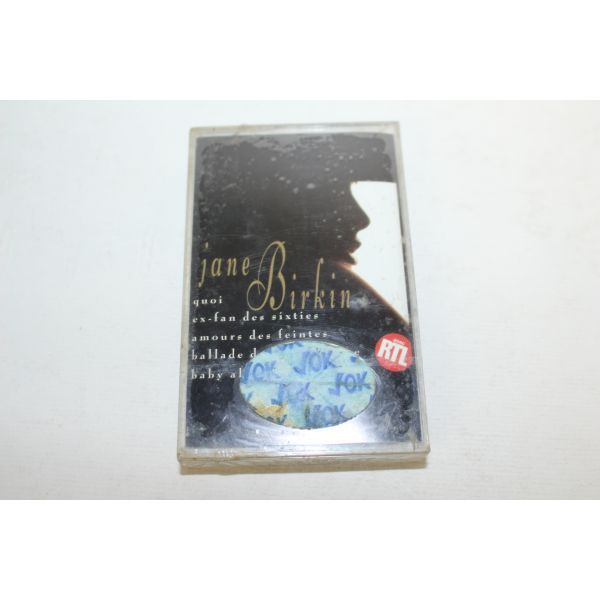 jane Birkin
quoi
ex-fan des sixties
amours des feintes
ballade d
RTL
baby al
JOK JOK JOK
JOK JOK